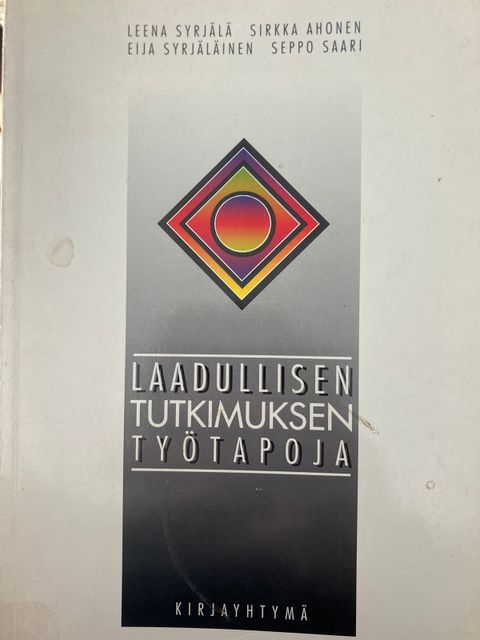 LEENA SYRJÄLÄ SIRKKA AHONEN
EIJA SYRJÄLÄINEN SEPPO SAARI
LAADULLISEN
TUTKIMUKSEN
TYÖTAPOJA
KIRJAYHTYMÄ